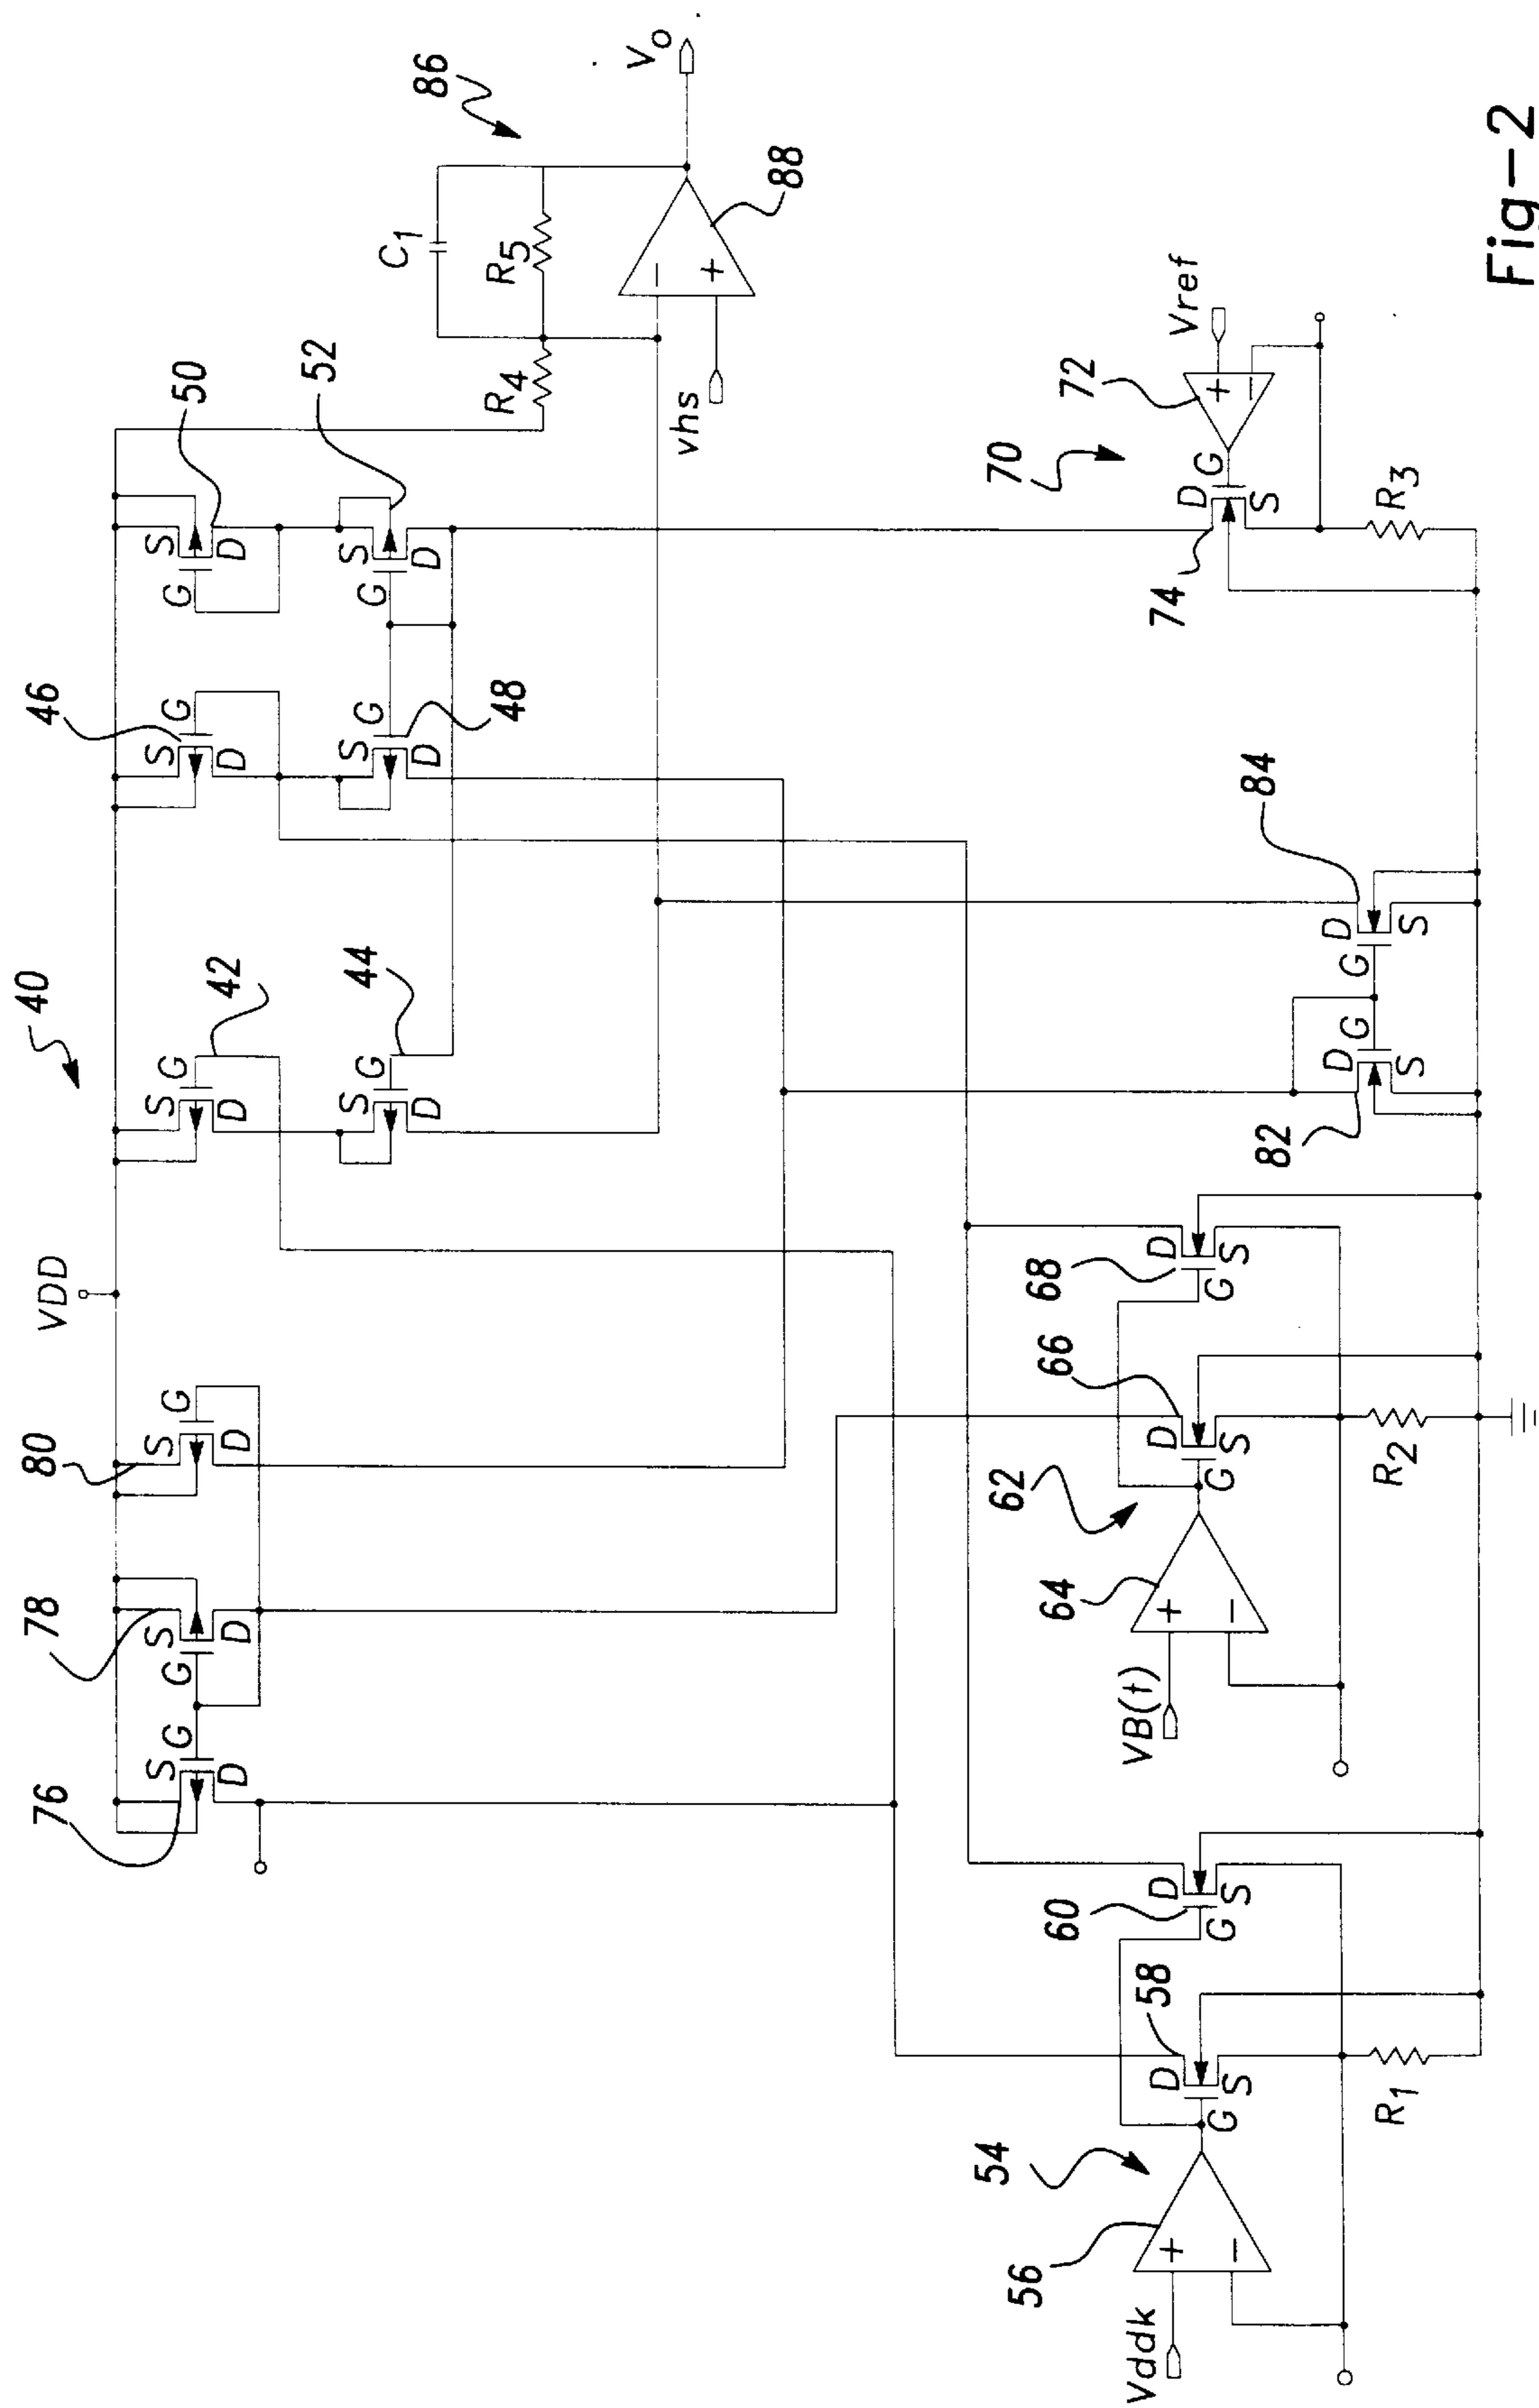 40
VDD
76
78
80
42
46
50
S
G
D
S
G
D
S
G
D
S
G
D
S
G
D
S
G
D
44
48
52
S
G
D
S
G
D
S
G
D
86
C1
R4
R5
−
+
88
vhs
Vo
54
56
Vddk
+
−
58
D
G
S
60
D
G
S
R1
62
64
VB(t)
+
−
66
D
G
S
68
D
G
S
R2
82
D
G
S
84
D
G
S
70
72
Vref
+
−
74
D
G
S
R3
Fig-2